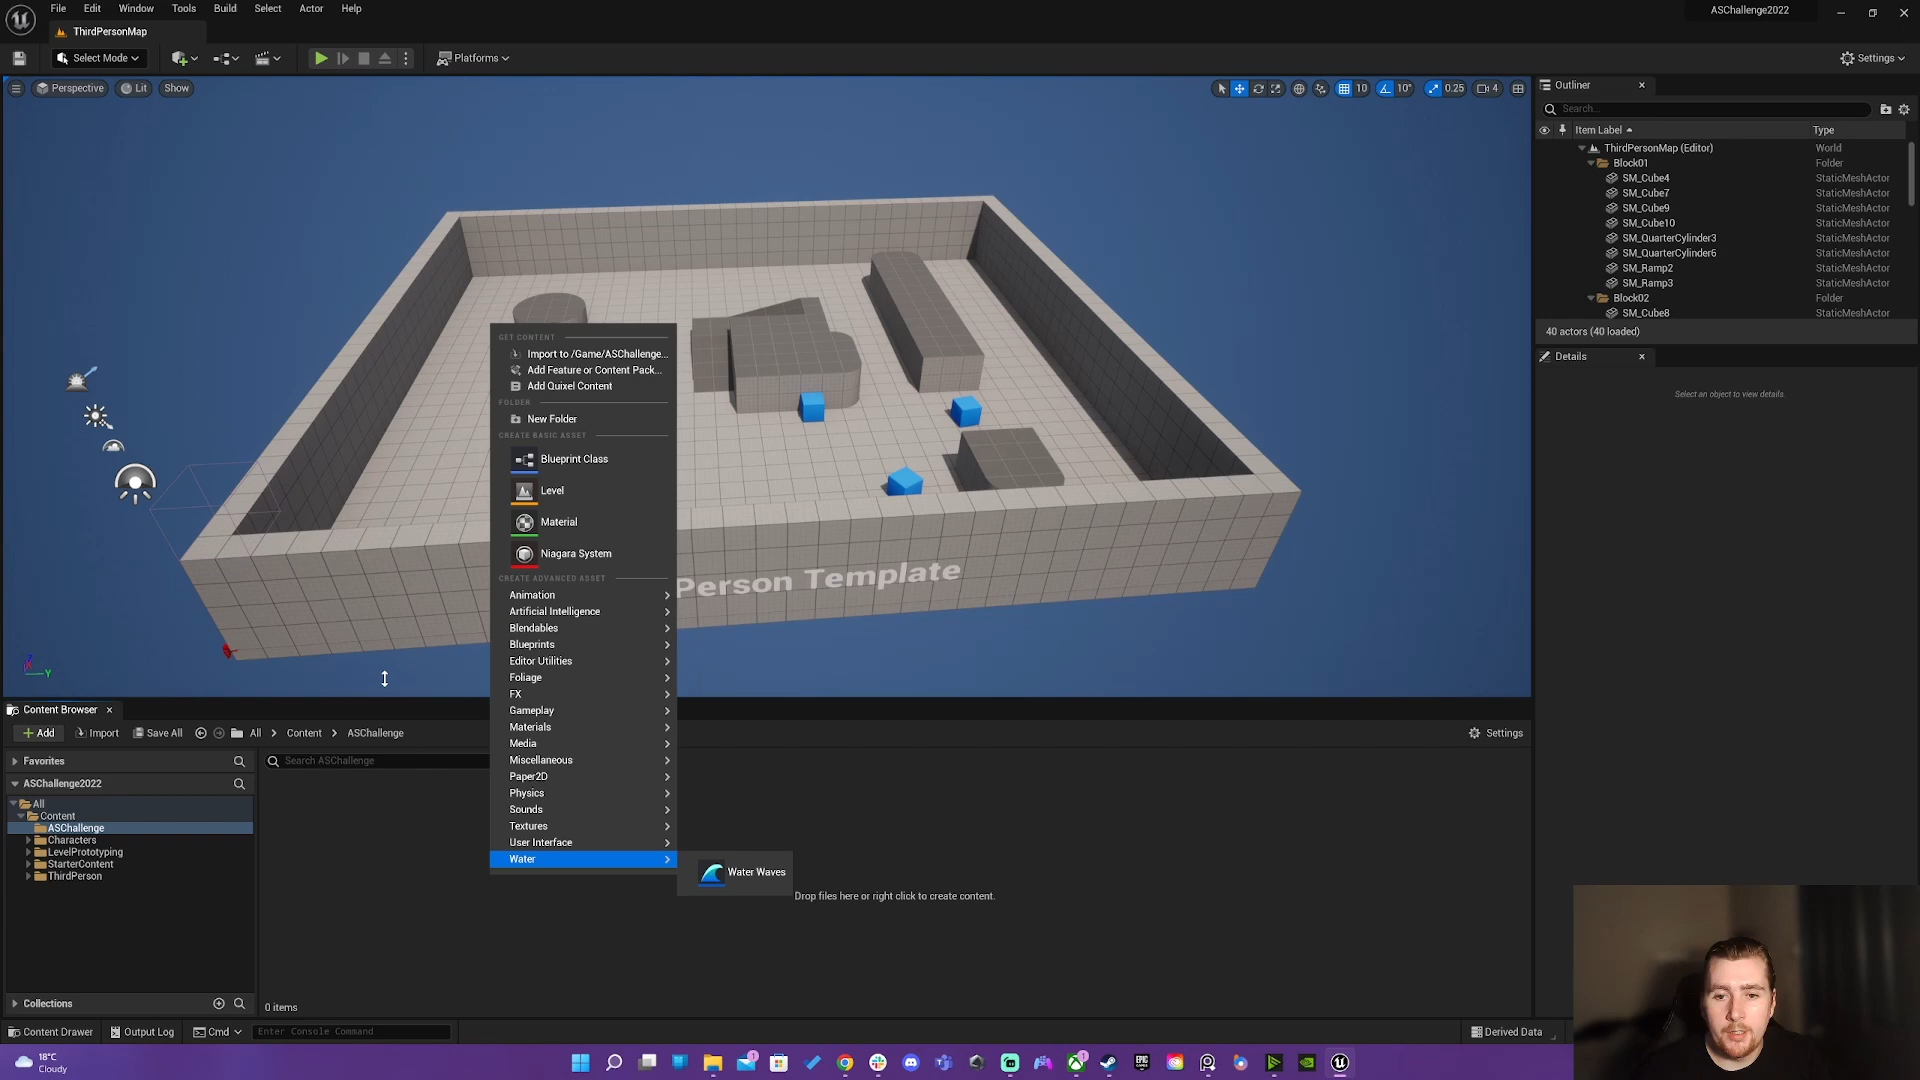 File Edit Window Tools Build Select Actor Help
ASChallenge2022
ThirdPersonMap
Select Mode
Platforms
Settings
Perspective Lit Show
10 10° 0.25 4
Outliner
Search...
Item Label Type
ThirdPersonMap (Editor) World
Block01 Folder
SM_Cube4 StaticMeshActor
SM_Cube7 StaticMeshActor
SM_Cube9 StaticMeshActor
SM_Cube10 StaticMeshActor
SM_QuarterCylinder3 StaticMeshActor
SM_QuarterCylinder6 StaticMeshActor
SM_Ramp2 StaticMeshActor
SM_Ramp3 StaticMeshActor
Block02 Folder
SM_Cube8 StaticMeshActor
40 actors (40 loaded)
Details
Select an object to view details.
GET CONTENT
Import to /Game/ASChallenge...
Add Feature or Content Pack...
Add Quixel Content
FOLDER
New Folder
CREATE BASIC ASSET
Blueprint Class
Level
Material
Niagara System
CREATE ADVANCED ASSET
Animation
Artificial Intelligence
Blendables
Blueprints
Editor Utilities
Foliage
FX
Gameplay
Materials
Media
Miscellaneous
Paper2D
Physics
Sounds
Textures
User Interface
Water
Water Waves
Person Template
Y
Content Browser
Add Import Save All All Content ASChallenge
Settings
Favorites
ASChallenge2022
All
Content
ASChallenge
Characters
LevelPrototyping
StarterContent
ThirdPerson
Collections
Search ASChallenge
Drop files here or right click to create content.
0 items
Content Drawer Output Log Cmd Enter Console Command
Derived Data
18°C
Cloudy